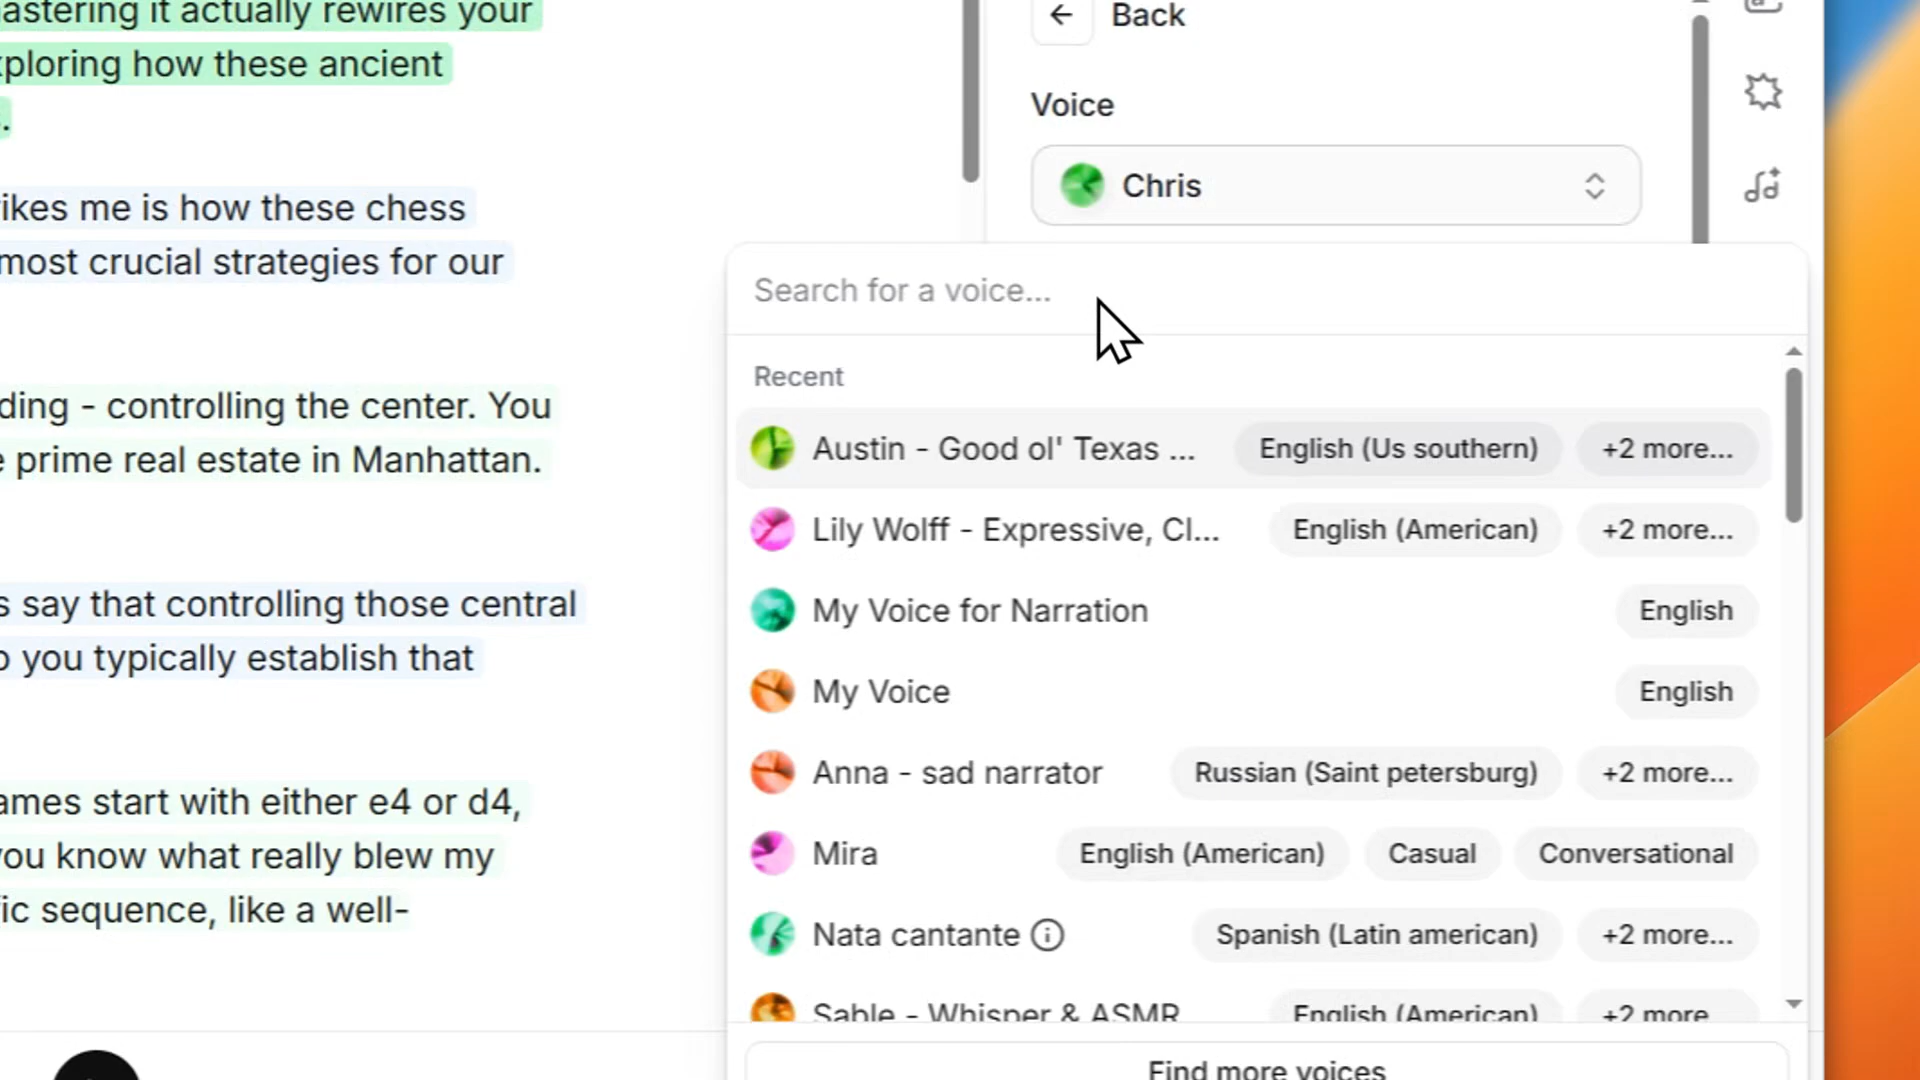 astering it actually rewires your
xploring how these ancient
.
ikes me is how these chess
most crucial strategies for our
ding - controlling the center. You
e prime real estate in Manhattan.
s say that controlling those central
o you typically establish that
ames start with either e4 or d4,
you know what really blew my
ic sequence, like a well-
Back
Voice
Chris
Search for a voice...
Recent
Austin - Good ol' Texas ... English (Us southern) +2 more...
Lily Wolff - Expressive, Cl... English (American) +2 more...
My Voice for Narration English
My Voice English
Anna - sad narrator Russian (Saint petersburg) +2 more...
Mira English (American) Casual Conversational
Nata cantante English Spanish (Latin american) +2 more...
Sable - Whisper & ASMR English (American) +2 more...
Find more voices